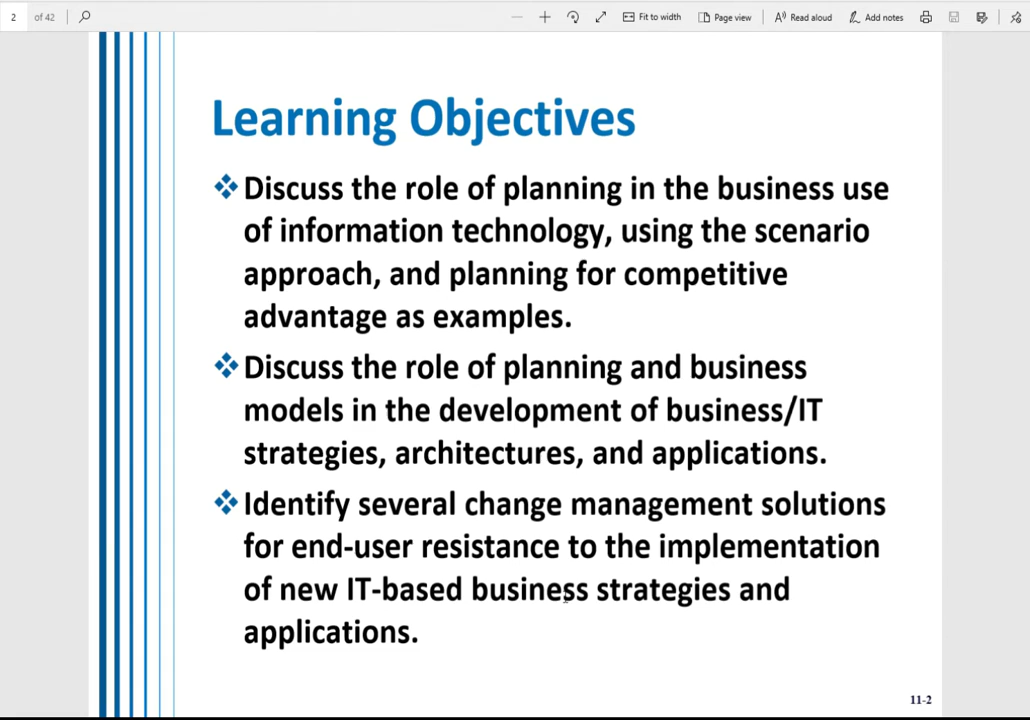 2 of 42 Fit to width Page view Read aloud Add notes
Learning Objectives
Discuss the role of planning in the business use
of information technology, using the scenario
approach, and planning for competitive
advantage as examples.
Discuss the role of planning and business
models in the development of business/IT
strategies, architectures, and applications.
Identify several change management solutions
for end-user resistance to the implementation
of new IT-based business strategies and
applications.
11-2